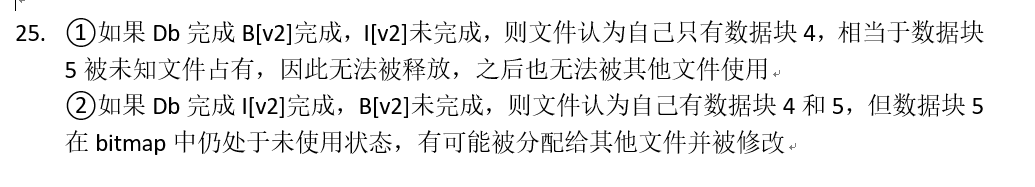 25. ①如果 Db 完成 B[v2]完成，I[v2]未完成，则文件认为自己只有数据块 4，相当于数据块
5 被未知文件占有，因此无法被释放，之后也无法被其他文件使用
②如果 Db 完成 I[v2]完成，B[v2]未完成，则文件认为自己有数据块 4 和 5，但数据块 5
在 bitmap 中仍处于未使用状态，有可能被分配给其他文件并被修改